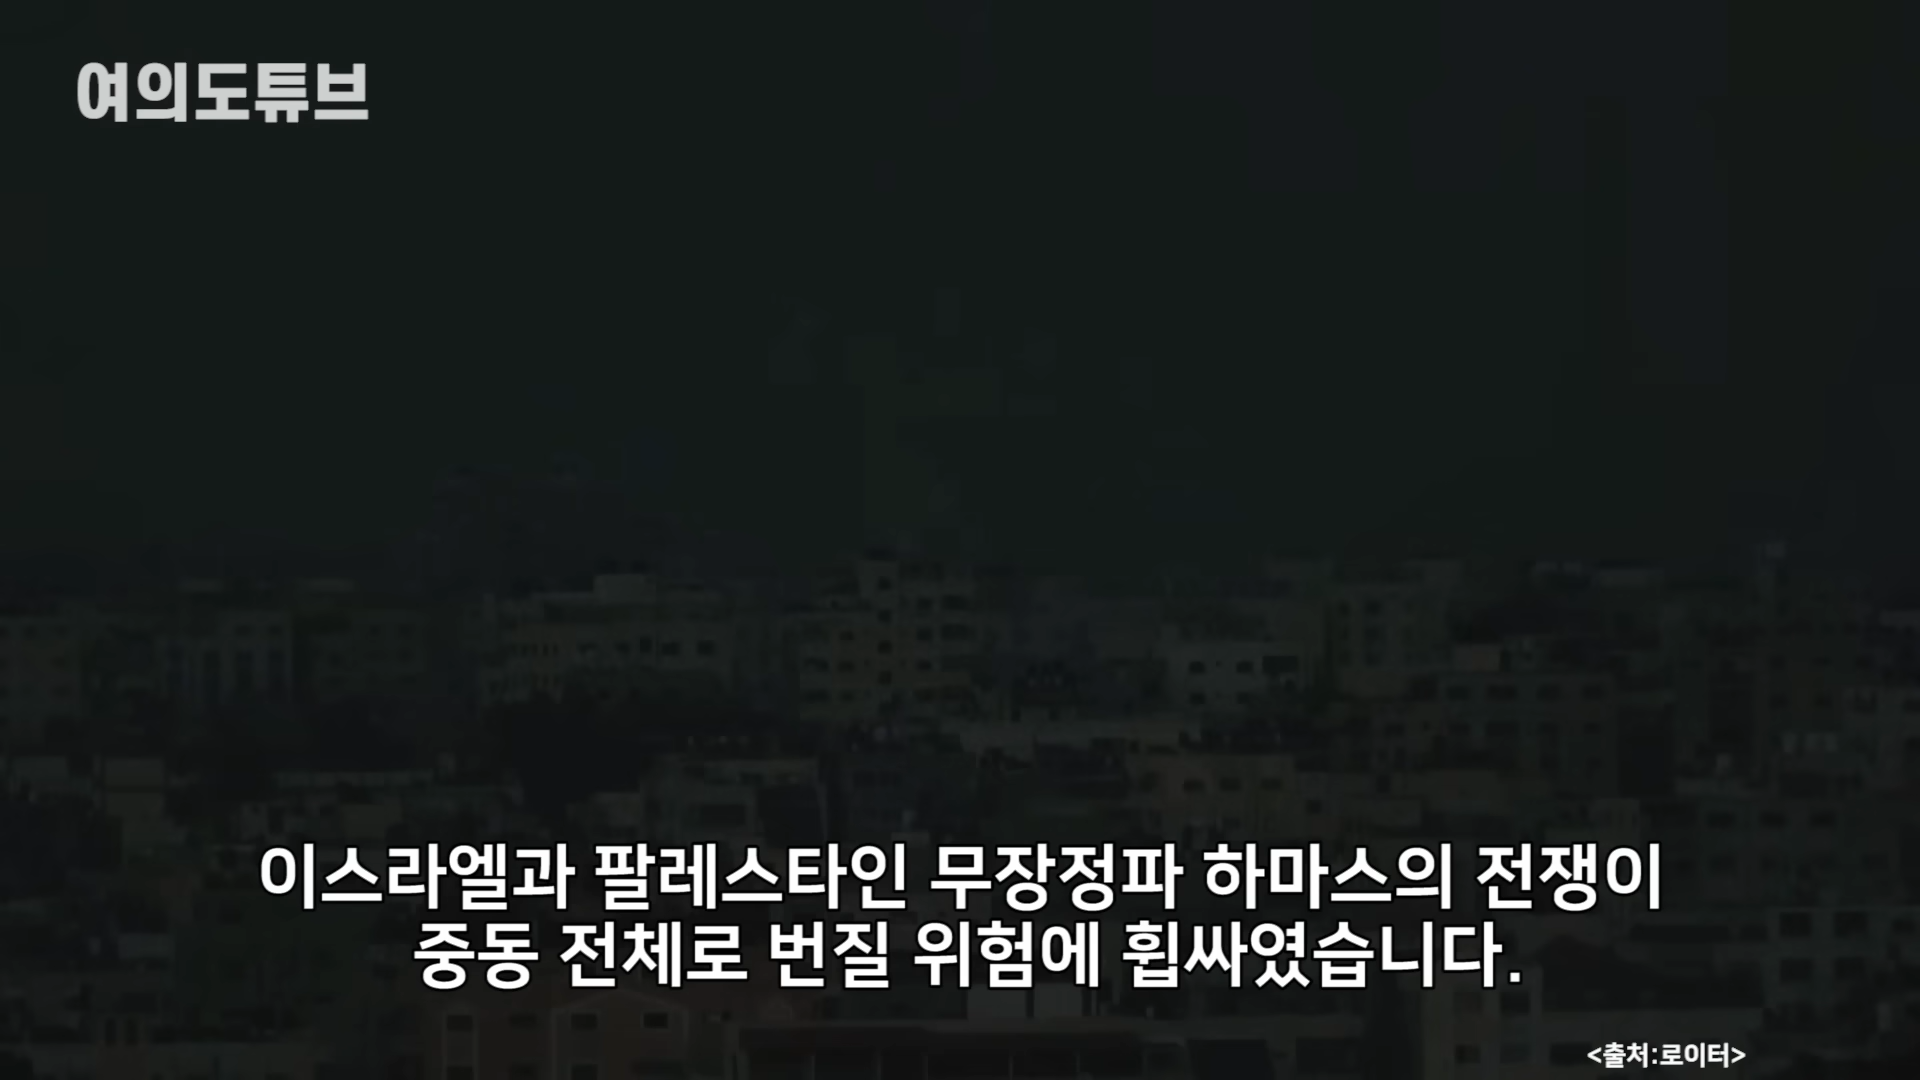 여의도튜브
이스라엘과 팔레스타인 무장정파 하마스의 전쟁이
중동 전체로 번질 위험에 휩싸였습니다.
<출처:로이터>